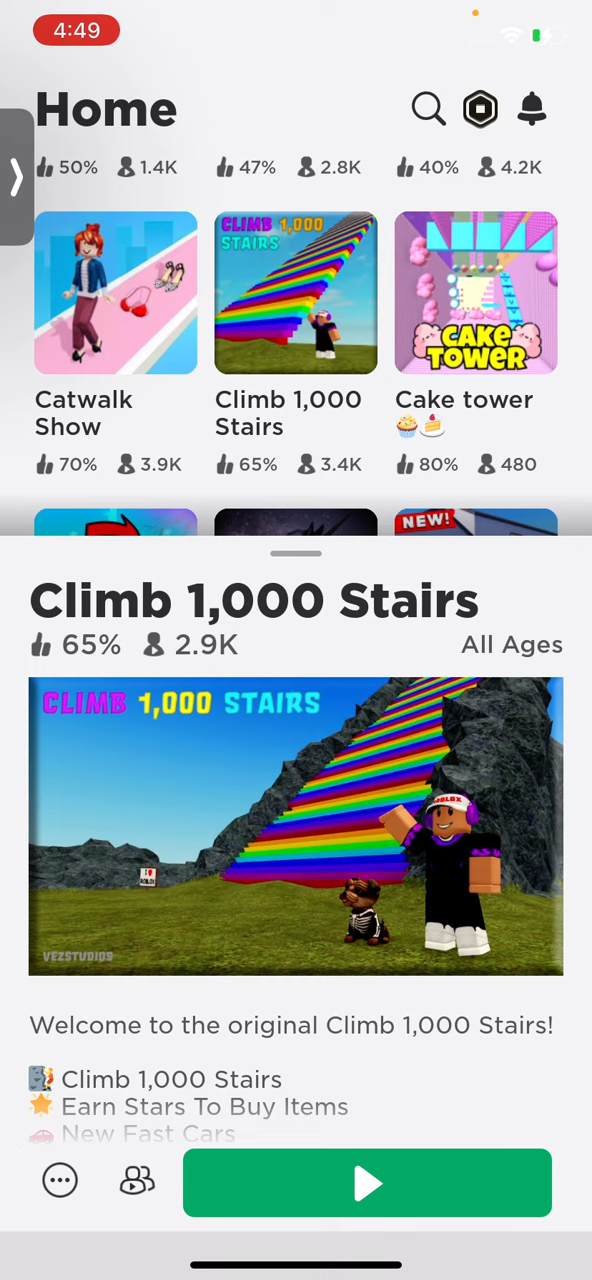 4:49
Home
50% 1.4K 47% 2.8K 40% 4.2K
CLIMB 1,000
STAIRS
CAKE
TOWER
Catwalk
Show
Climb 1,000
Stairs
Cake tower
🧁🍰
70% 3.9K 65% 3.4K 80% 480
NEW!
Climb 1,000 Stairs
65% 2.9K All Ages
CLIMB 1,000 STAIRS
ROBLOX
I ❤ ROBLOX
VEZSTUDIOS
Welcome to the original Climb 1,000 Stairs!
🧗 Climb 1,000 Stairs
🌟 Earn Stars To Buy Items
🚗 New Fast Cars